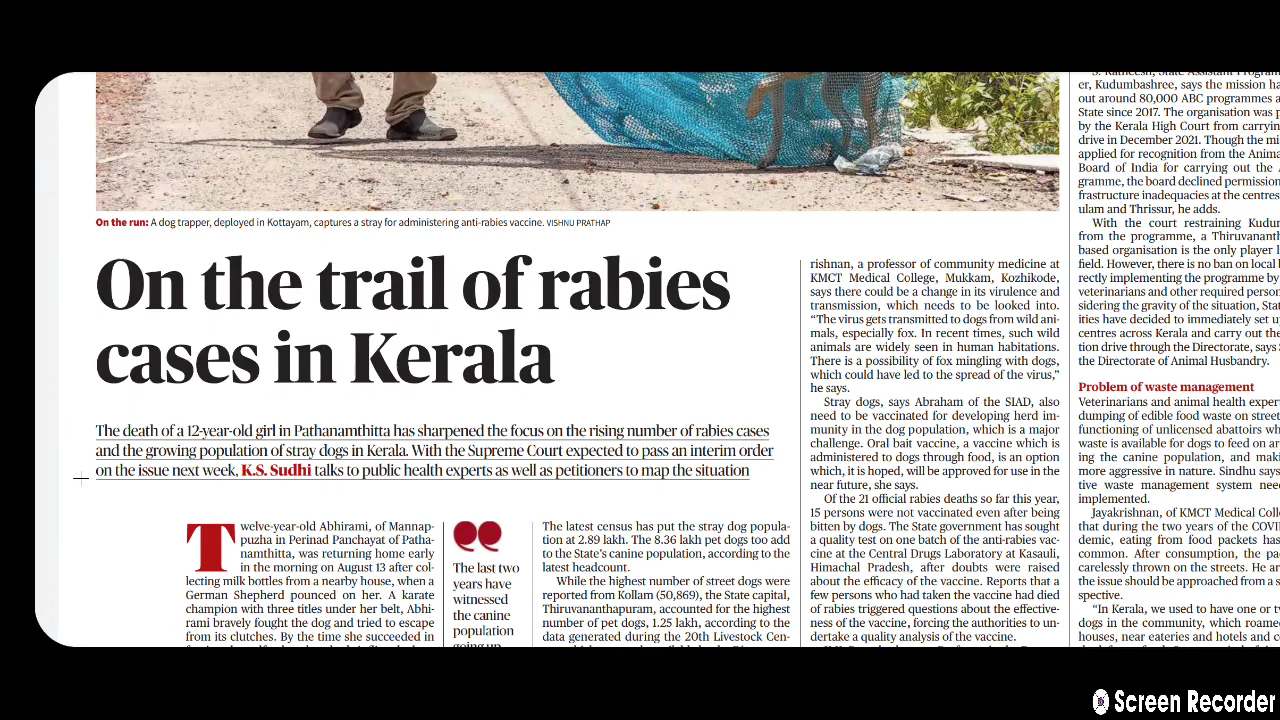 On the run: A dog trapper, deployed in Kottayam, captures a stray for administering anti-rabies vaccine. VISHNU PRATHAP
On the trail of rabies
cases in Kerala
The death of a 12-year-old girl in Pathanamthitta has sharpened the focus on the rising number of rabies cases
and the growing population of stray dogs in Kerala. With the Supreme Court expected to pass an interim order
on the issue next week, K.S. Sudhi talks to public health experts as well as petitioners to map the situation
Twelve-year-old Abhirami, of Mannap-
puzha in Perinad Panchayat of Patha-
namthitta, was returning home early
in the morning on August 13 after col-
lecting milk bottles from a nearby house, when a
German Shepherd pounced on her. A karate
champion with three titles under her belt, Abhi-
rami bravely fought the dog and tried to escape
from its clutches. By the time she succeeded in
The last two
years have
witnessed
the canine
population
going up
The latest census has put the stray dog popula-
tion at 2.89 lakh. The 8.36 lakh pet dogs too add
to the State's canine population, according to the
latest headcount.
While the highest number of street dogs were
reported from Kollam (50,869), the State capital,
Thiruvananthapuram, accounted for the highest
number of pet dogs, 1.25 lakh, according to the
data generated during the 20th Livestock Cen-
rishnan, a professor of community medicine at
KMCT Medical College, Mukkam, Kozhikode,
says there could be a change in its virulence and
transmission, which needs to be looked into.
“The virus gets transmitted to dogs from wild ani-
mals, especially fox. In recent times, such wild
animals are widely seen in human habitations.
There is a possibility of fox mingling with dogs,
which could have led to the spread of the virus,”
he says.
Stray dogs, says Abraham of the SIAD, also
need to be vaccinated for developing herd im-
munity in the dog population, which is a major
challenge. Oral bait vaccine, a vaccine which is
administered to dogs through food, is an option
which, it is hoped, will be approved for use in the
near future, she says.
Of the 21 official rabies deaths so far this year,
15 persons were not vaccinated even after being
bitten by dogs. The State government has sought
a quality test on one batch of the anti-rabies vac-
cine at the Central Drugs Laboratory at Kasauli,
Himachal Pradesh, after doubts were raised
about the efficacy of the vaccine. Reports that a
few persons who had taken the vaccine had died
of rabies triggered questions about the effective-
ness of the vaccine, forcing the authorities to un-
dertake a quality analysis of the vaccine.
S. Ratheesh, State Assistant Program
er, Kudumbashree, says the mission ha
out around 80,000 ABC programmes a
State since 2017. The organisation was p
by the Kerala High Court from carryin
drive in December 2021. Though the mi
applied for recognition from the Anima
Board of India for carrying out the A
gramme, the board declined permission
frastructure inadequacies at the centres
ulam and Thrissur, he adds.
With the court restraining Kudu
from the programme, a Thiruvananth
based organisation is the only player l
field. However, there is no ban on local b
rectly implementing the programme by
veterinarians and other required person
sidering the gravity of the situation, Stat
ities have decided to immediately set u
centres across Kerala and carry out the
tion drive through the Directorate, says S
the Directorate of Animal Husbandry.
Problem of waste management
Veterinarians and animal health exper
dumping of edible food waste on street
functioning of unlicensed abattoirs wh
waste is available for dogs to feed on ar
ing the canine population, and maki
more aggressive in nature. Sindhu says
tive waste management system nee
implemented.
Jayakrishnan, of KMCT Medical Colle
that during the two years of the COVI
demic, eating from food packets has
common. After consumption, the pa
carelessly thrown on the streets. He ar
the issue should be approached from a s
spective.
“In Kerala, we used to have one or t
dogs in the community, which roame
houses, near eateries and hotels and c
Screen Recorder